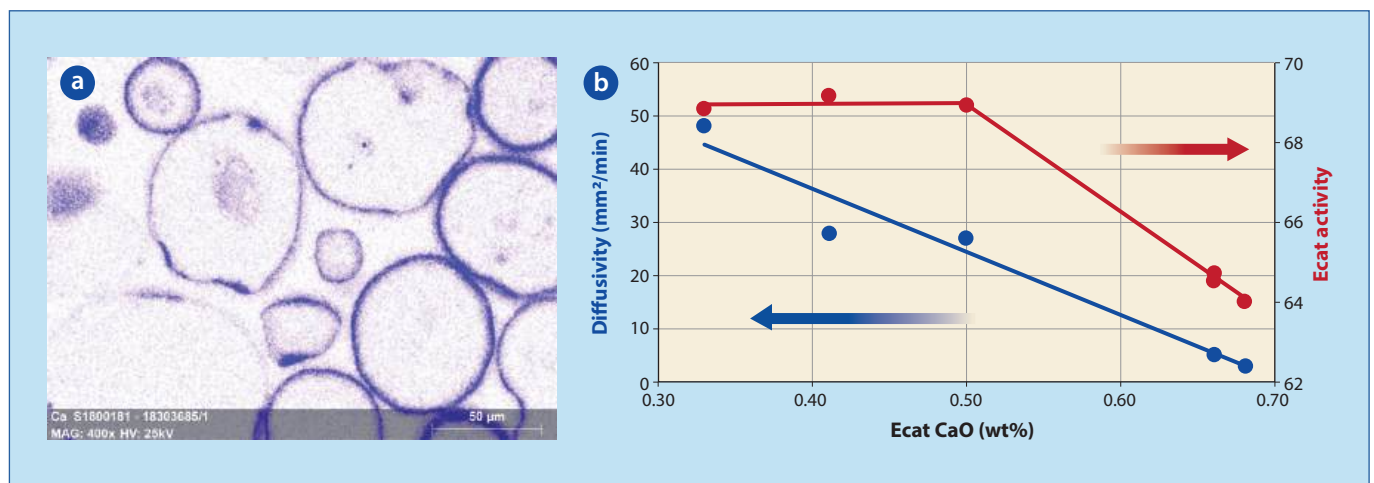 a
Ca S1800181 - 18303685/1
MAG: 400x HV: 25kV
50 µm
b
Diffusivity (mm²/min)
60
50
40
30
20
10
0
0.30
0.40
0.50
0.60
0.70
Ecat CaO (wt%)
70
68
66
64
62
Ecat activity